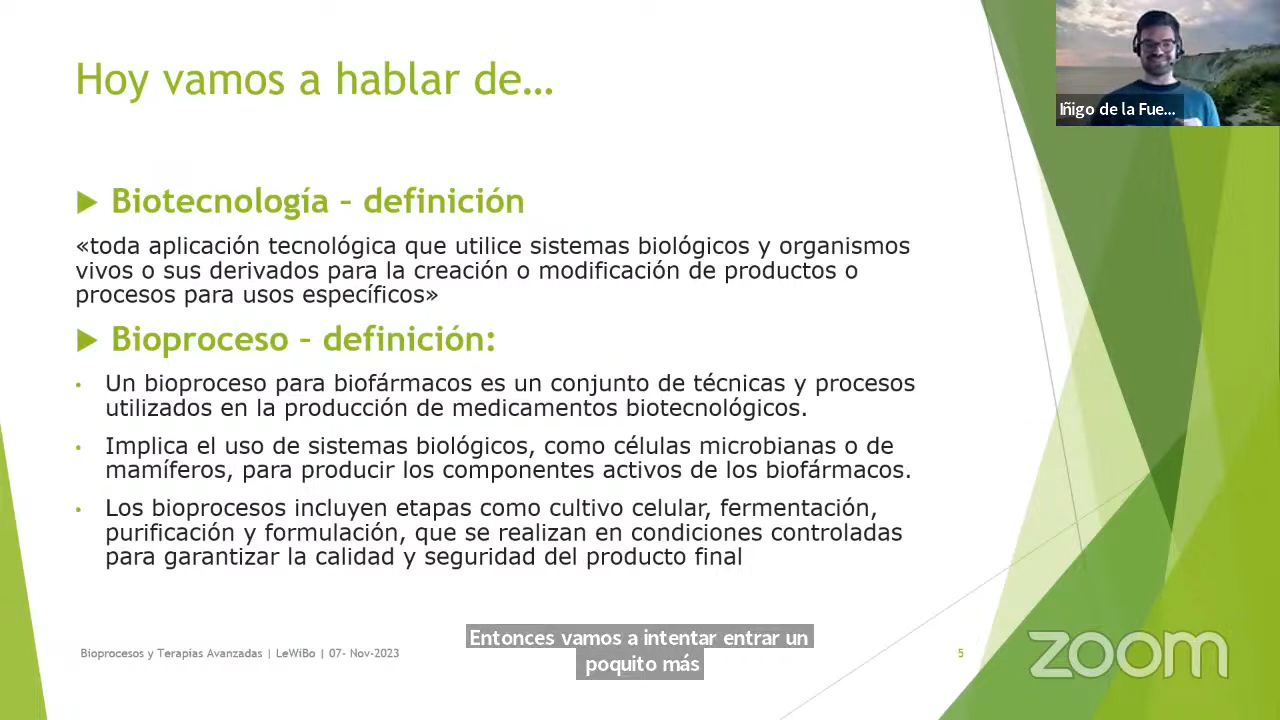 Hoy vamos a hablar de...
Iñigo de la Fue...
Biotecnología – definición
«toda aplicación tecnológica que utilice sistemas biológicos y organismos
vivos o sus derivados para la creación o modificación de productos o
procesos para usos específicos»
Bioproceso – definición:
• Un bioproceso para biofármacos es un conjunto de técnicas y procesos
utilizados en la producción de medicamentos biotecnológicos.
• Implica el uso de sistemas biológicos, como células microbianas o de
mamíferos, para producir los componentes activos de los biofármacos.
• Los bioprocesos incluyen etapas como cultivo celular, fermentación,
purificación y formulación, que se realizan en condiciones controladas
para garantizar la calidad y seguridad del producto final
Entonces vamos a intentar entrar un
poquito más
Bioprocesos y Terapias Avanzadas | LeWiBo | 07- Nov-2023
5
zoom